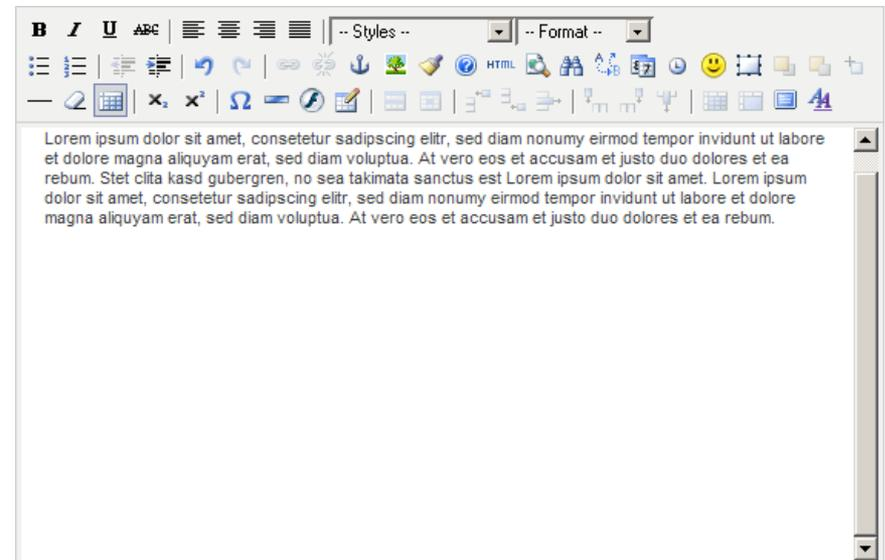 B I U ABC -- Styles -- -- Format --
HTML
Lorem ipsum dolor sit amet, consetetur sadipscing elitr, sed diam nonumy eirmod tempor invidunt ut labore
et dolore magna aliquyam erat, sed diam voluptua. At vero eos et accusam et justo duo dolores et ea
rebum. Stet clita kasd gubergren, no sea takimata sanctus est Lorem ipsum dolor sit amet. Lorem ipsum
dolor sit amet, consetetur sadipscing elitr, sed diam nonumy eirmod tempor invidunt ut labore et dolore
magna aliquyam erat, sed diam voluptua. At vero eos et accusam et justo duo dolores et ea rebum.